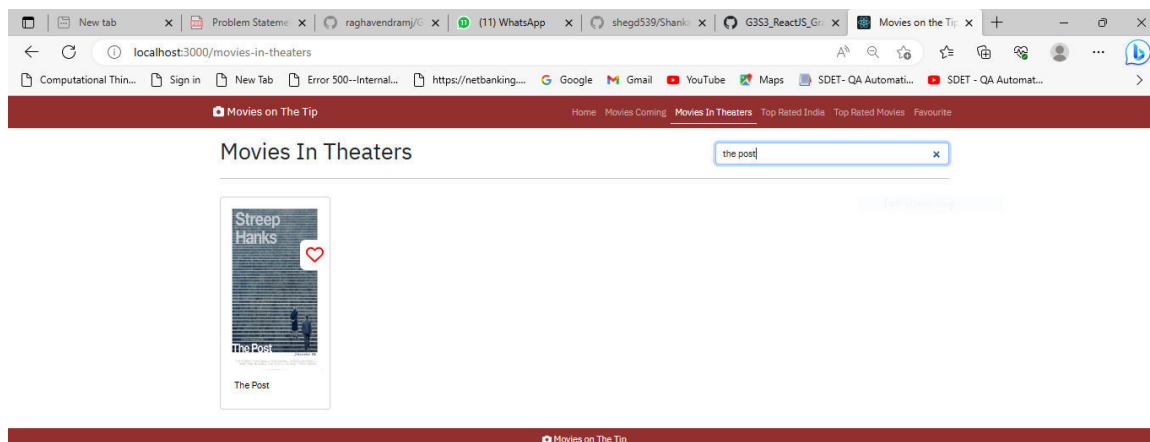 New tab
Problem Stateme
raghavendramj/G
(11) WhatsApp
shegd539/Shanka
G3S3_ReactJS_Gra
Movies on the Tip
localhost:3000/movies-in-theaters
Computational Thin...
Sign in
New Tab
Error 500--Internal...
https://netbanking....
Google
Gmail
YouTube
Maps
SDET- QA Automati...
SDET - QA Automat...
Movies on The Tip
Home Movies Coming Movies In Theaters Top Rated India Top Rated Movies Favourite
Movies In Theaters
the post
Streep
Hanks
The Post
The Post
Movies on The Tip